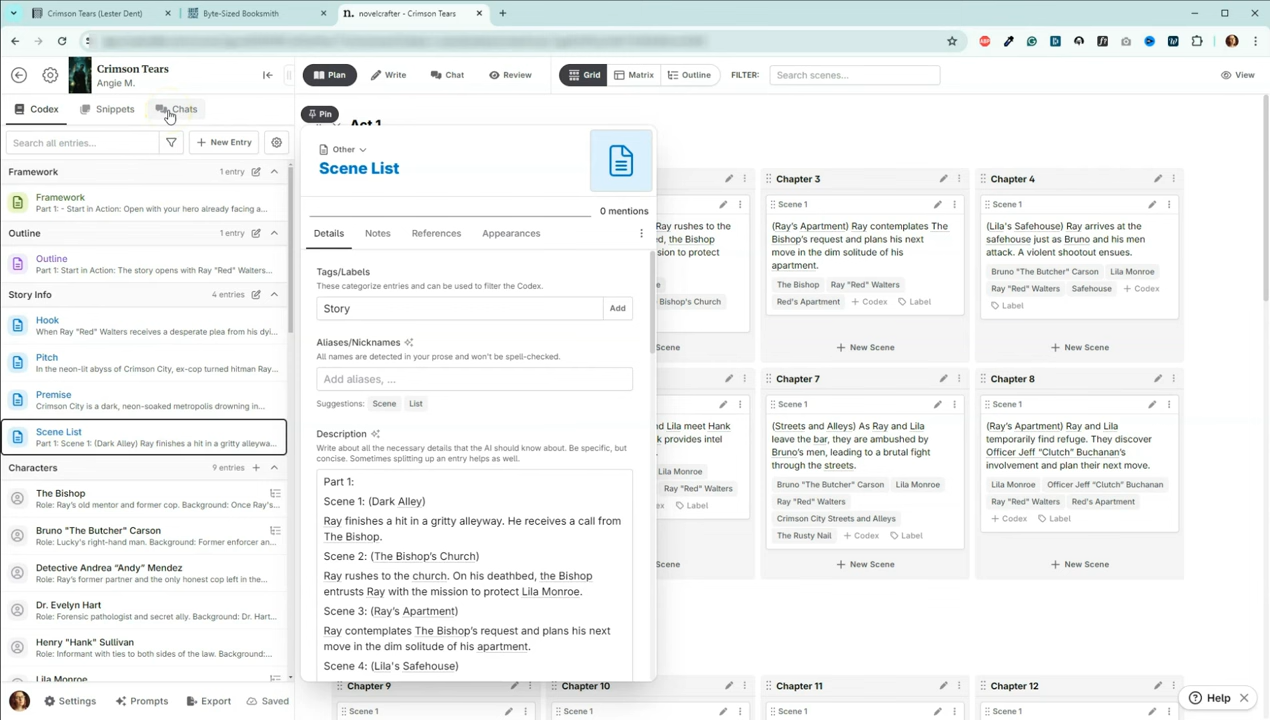 Crimson Tears (Lester Dent)
Byte-Sized Booksmith
n. novelcrafter - Crimson Tears
Crimson Tears
Angie M.
Plan
Write
Chat
Review
Grid
Matrix
Outline
FILTER:
Search scenes...
View
Codex
Snippets
Chats
Search all entries...
New Entry
Framework
1 entry
Framework
Part 1: - Start in Action: Open with your hero already facing a...
Outline
1 entry
Outline
Part 1: Start in Action: The story opens with Ray "Red" Walters...
Story Info
4 entries
Hook
When Ray "Red" Walters receives a desperate plea from his dyi...
Pitch
In the neon-lit abyss of Crimson City, ex-cop turned hitman Ray...
Premise
Crimson City is a dark, neon-soaked metropolis drowning in...
Scene List
Part 1: Scene 1: (Dark Alley) Ray finishes a hit in a gritty alleywa...
Characters
9 entries
The Bishop
Role: Ray's old mentor and former cop. Background: Once Ray's...
Bruno "The Butcher" Carson
Role: Lucky's right-hand man. Background: Former enforcer an...
Detective Andrea “Andy” Mendez
Role: Ray's former partner and the only honest cop left in the...
Dr. Evelyn Hart
Role: Forensic pathologist and secret ally. Background: Dr. Hart...
Henry "Hank" Sullivan
Role: Informant with ties to both sides of the law. Background:...
Lila Monroe
Settings
Prompts
Export
Saved
Pin
Act 1
Other
Scene List
0 mentions
Details
Notes
References
Appearances
Tags/Labels
These categorize entries and can be used to filter the Codex.
Story
Add
Aliases/Nicknames
All names are detected in your prose and won't be spell-checked.
Add aliases, ...
Suggestions:
Scene
List
Description
Write about all the necessary details that the AI should know about. Be specific, but
concise. Sometimes splitting up an entry helps as well.
Part 1:
Scene 1: (Dark Alley)
Ray finishes a hit in a gritty alleyway. He receives a call from
The Bishop.
Scene 2: (The Bishop's Church)
Ray rushes to the church. On his deathbed, the Bishop
entrusts Ray with the mission to protect Lila Monroe.
Scene 3: (Ray's Apartment)
Ray contemplates The Bishop's request and plans his next
move in the dim solitude of his apartment.
Scene 4: (Lila's Safehouse)
Ray rushes to the
, the Bishop
sion to protect
Bishop's Church
Scene
Chapter 3
Scene 1
(Ray's Apartment) Ray contemplates The
Bishop's request and plans his next
move in the dim solitude of his
apartment.
The Bishop
Ray "Red" Walters
Red's Apartment
Codex
Label
New Scene
Chapter 4
Scene 1
(Lila's Safehouse) Ray arrives at the
safehouse just as Bruno and his men
attack. A violent shootout ensues.
Bruno "The Butcher" Carson
Lila Monroe
Ray "Red" Walters
Safehouse
Codex
Label
New Scene
nd Lila meet Hank
k provides intel
Lila Monroe
Ray "Red" Walters
Label
Scene
Chapter 7
Scene 1
(Streets and Alleys) As Ray and Lila
leave the bar, they are ambushed by
Bruno's men, leading to a brutal fight
through the streets.
Bruno "The Butcher" Carson
Lila Monroe
Ray "Red" Walters
Crimson City Streets and Alleys
The Rusty Nail
Codex
Label
New Scene
Chapter 8
Scene 1
(Ray's Apartment) Ray and Lila
temporarily find refuge. They discover
Officer Jeff “Clutch” Buchanan's
involvement and plan their next move.
Lila Monroe
Officer Jeff “Clutch” Buchanan
Ray "Red" Walters
Red's Apartment
Codex
Label
New Scene
Chapter 9
Scene 1
Chapter 10
Scene 1
Chapter 11
Scene 1
Chapter 12
Scene 1
Help